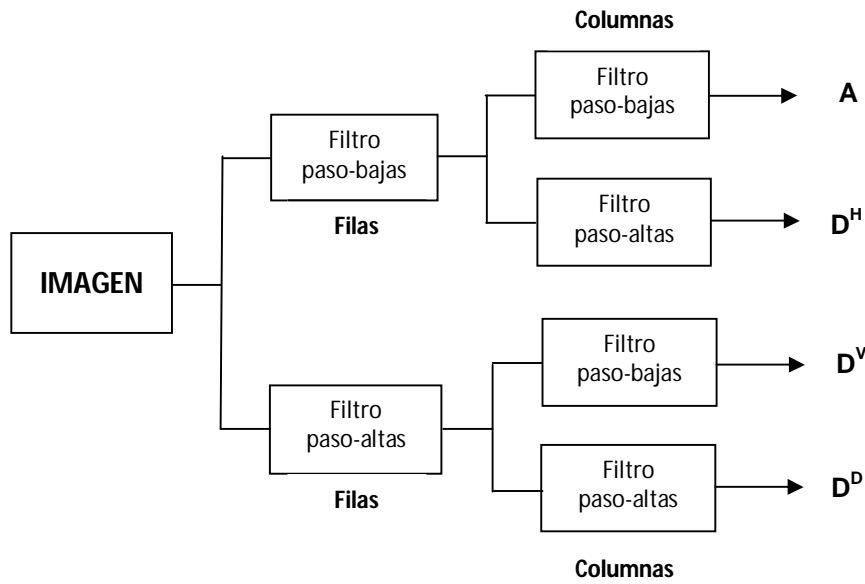 Columnas
Filtro
paso-bajas
A
Filtro
paso-bajas
Filas
Filtro
paso-altas
D^H
IMAGEN
Filtro
paso-bajas
D^V
Filtro
paso-altas
Filas
Filtro
paso-altas
D^D
Columnas